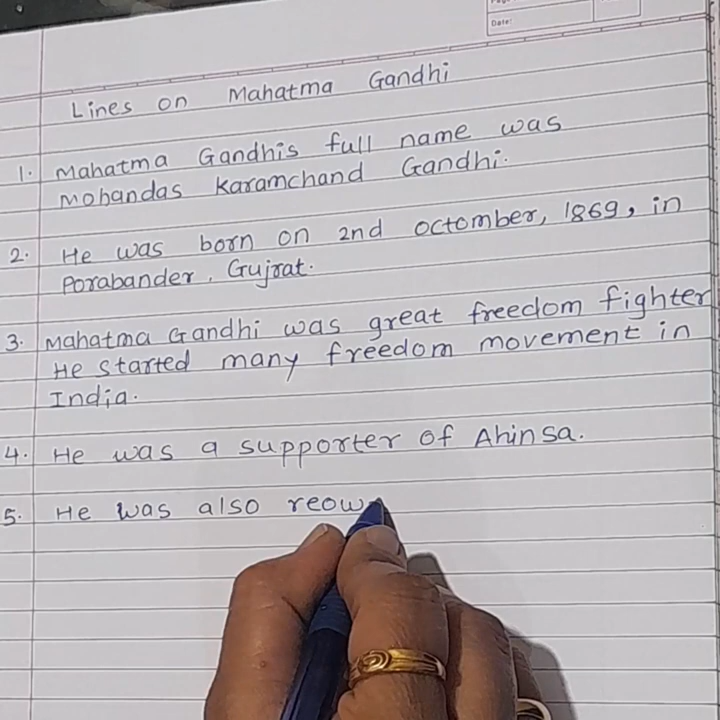 Date:
Lines on Mahatma Gandhi
1. Mahatma Gandhis full name was
Mohandas Karamchand Gandhi.
2. He was born on 2nd octomber, 1869, in
Porabander, Gujrat.
3. Mahatma Gandhi was great freedom fighter
He started many freedom movement in
India.
4. He was a supporter of Ahinsa.
5. He was also reow